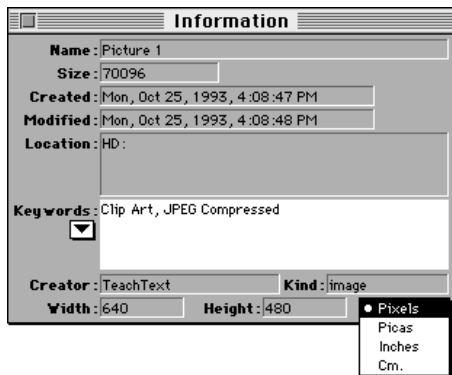 Information
Name: Picture 1
Size: 70096
Created: Mon, Oct 25, 1993, 4:08:47 PM
Modified: Mon, Oct 25, 1993, 4:08:48 PM
Location: HD:
Keywords: Clip Art, JPEG Compressed
Creator: TeachText Kind: image
Width: 640 Height: 480 Pixels
Picas
Inches
Cm.